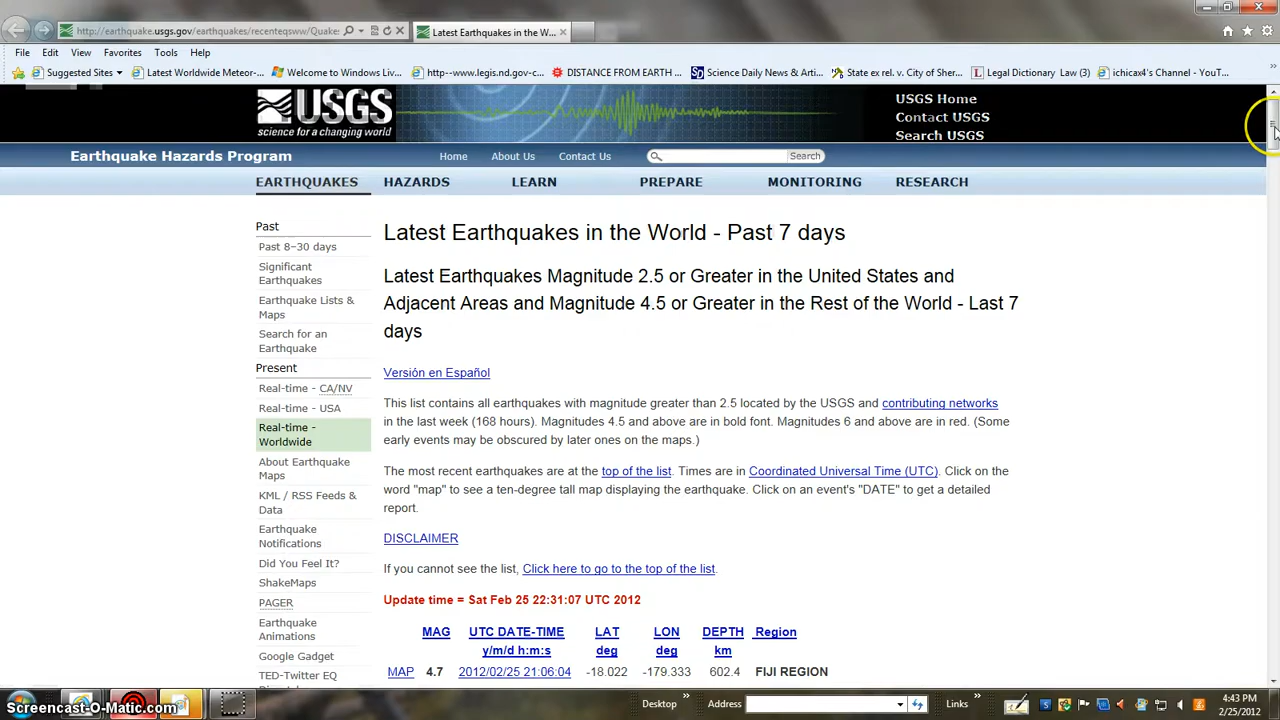 http://earthquake.usgs.gov/earthquakes/recenteqsww/Quake
Latest Earthquakes in the W...
File Edit View Favorites Tools Help
Suggested Sites Latest Worldwide Meteor-... Welcome to Windows Liv... http--www.legis.nd.gov-c... DISTANCE FROM EARTH ... Science Daily News & Arti... State ex rel. v. City of Sher... Legal Dictionary Law (3) ichicax4's Channel - YouT...
USGS
science for a changing world
USGS Home
Contact USGS
Search USGS
Earthquake Hazards Program
Home About Us Contact Us Search
EARTHQUAKES HAZARDS LEARN PREPARE MONITORING RESEARCH
Past
Past 8–30 days
Significant
Earthquakes
Earthquake Lists &
Maps
Search for an
Earthquake
Present
Real-time - CA/NV
Real-time - USA
Real-time -
Worldwide
About Earthquake
Maps
KML / RSS Feeds &
Data
Earthquake
Notifications
Did You Feel It?
ShakeMaps
PAGER
Earthquake
Animations
Google Gadget
TED-Twitter EQ
Latest Earthquakes in the World - Past 7 days
Latest Earthquakes Magnitude 2.5 or Greater in the United States and
Adjacent Areas and Magnitude 4.5 or Greater in the Rest of the World - Last 7
days
Versión en Español
This list contains all earthquakes with magnitude greater than 2.5 located by the USGS and contributing networks
in the last week (168 hours). Magnitudes 4.5 and above are in bold font. Magnitudes 6 and above are in red. (Some
early events may be obscured by later ones on the maps.)
The most recent earthquakes are at the top of the list. Times are in Coordinated Universal Time (UTC). Click on the
word "map" to see a ten-degree tall map displaying the earthquake. Click on an event's "DATE" to get a detailed
report.
DISCLAIMER
If you cannot see the list, Click here to go to the top of the list.
Update time = Sat Feb 25 22:31:07 UTC 2012
MAG UTC DATE-TIME LAT LON DEPTH Region
y/m/d h:m:s deg deg km
MAP 4.7 2012/02/25 21:06:04 -18.022 -179.333 602.4 FIJI REGION
Screencast-O-Matic.com
Desktop » Address Links »
4:43 PM
2/25/2012